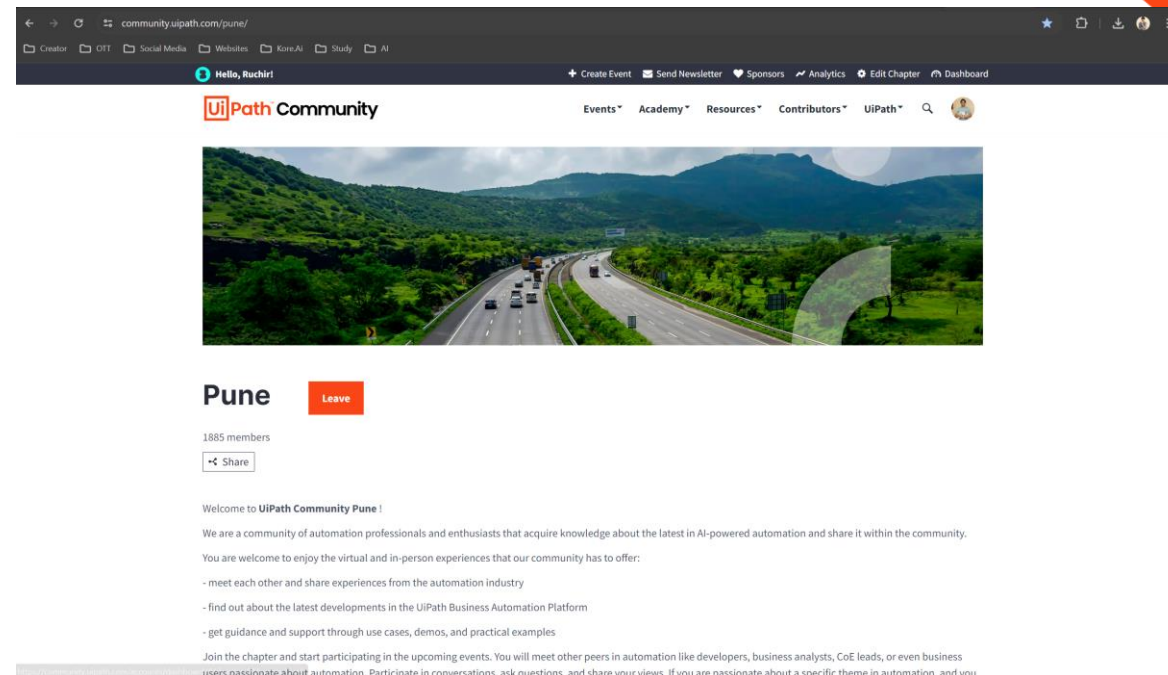 community.uipath.com/pune/
Creator OTT Social Media Websites Kore.Ai Study AI
Hello, Ruchir! Create Event Send Newsletter Sponsors Analytics Edit Chapter Dashboard
UiPath Community Events Academy Resources Contributors UiPath
Pune Leave
1885 members
Share
Welcome to UiPath Community Pune !
We are a community of automation professionals and enthusiasts that acquire knowledge about the latest in AI-powered automation and share it within the community.
You are welcome to enjoy the virtual and in-person experiences that our community has to offer:
- meet each other and share experiences from the automation industry
- find out about the latest developments in the UiPath Business Automation Platform
- get guidance and support through use cases, demos, and practical examples
Join the chapter and start participating in the upcoming events. You will meet other peers in automation like developers, business analysts, CoE leads, or even business
users passionate about automation. Participate in conversations, ask questions, and share your views. If you are passionate about a specific theme in automation, and you